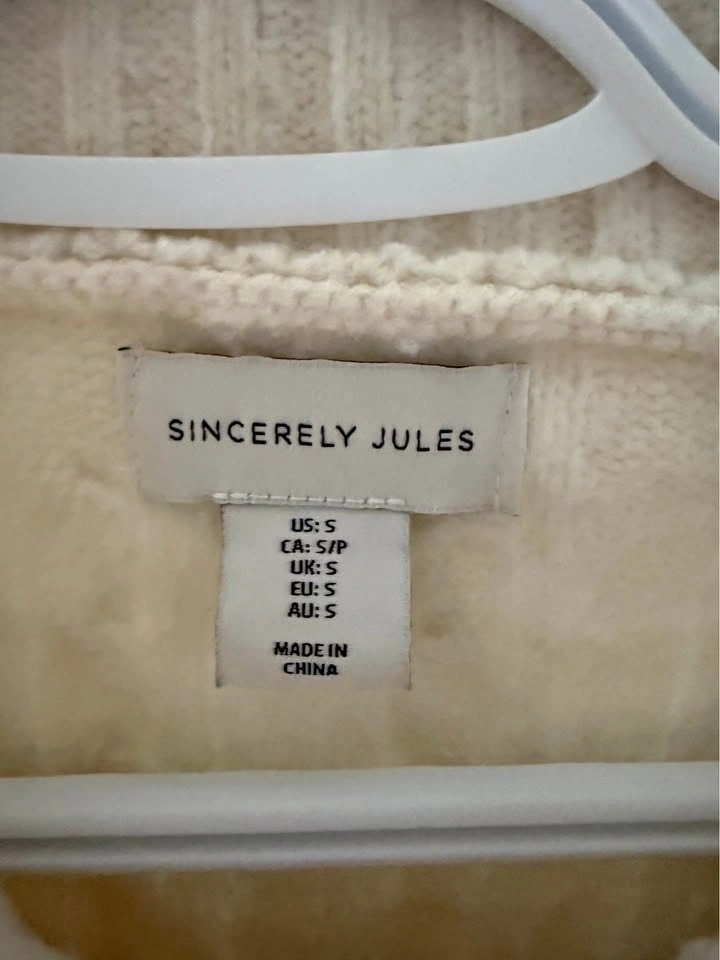 SINCERELY JULES
US: S
CA: S/P
UK: S
EU: S
AU: S
MADE IN
CHINA